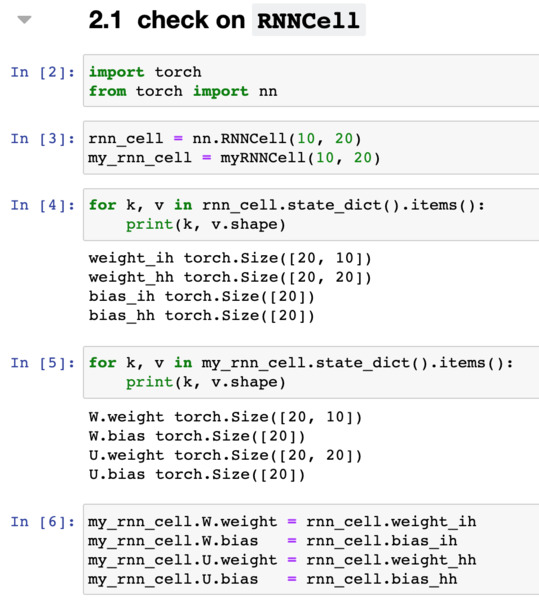 2.1 check on RNNCell
In [2]: import torch
from torch import nn
In [3]: rnn_cell = nn.RNNCell(10, 20)
my_rnn_cell = myRNNCell(10, 20)
In [4]: for k, v in rnn_cell.state_dict().items():
    print(k, v.shape)
weight_ih torch.Size([20, 10])
weight_hh torch.Size([20, 20])
bias_ih torch.Size([20])
bias_hh torch.Size([20])
In [5]: for k, v in my_rnn_cell.state_dict().items():
    print(k, v.shape)
W.weight torch.Size([20, 10])
W.bias torch.Size([20])
U.weight torch.Size([20, 20])
U.bias torch.Size([20])
In [6]: my_rnn_cell.W.weight = rnn_cell.weight_ih
my_rnn_cell.W.bias   = rnn_cell.bias_ih
my_rnn_cell.U.weight = rnn_cell.weight_hh
my_rnn_cell.U.bias   = rnn_cell.bias_hh